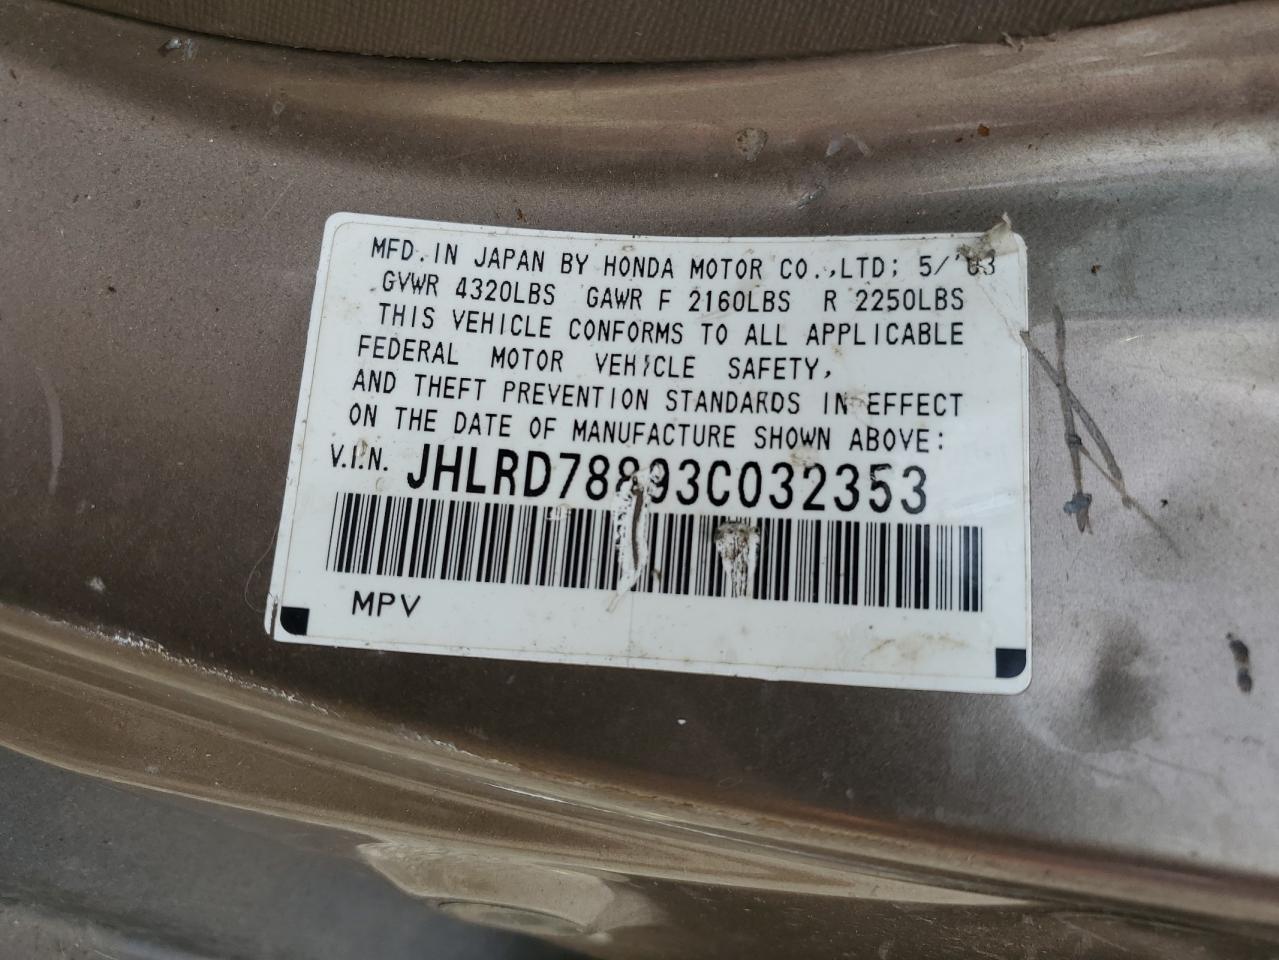 MFD. IN JAPAN BY HONDA MOTOR CO.,LTD; 5/'03
GVWR 4320LBS GAWR F 2160LBS R 2250LBS
THIS VEHICLE CONFORMS TO ALL APPLICABLE
FEDERAL MOTOR VEHICLE SAFETY,
AND THEFT PREVENTION STANDARDS IN EFFECT
ON THE DATE OF MANUFACTURE SHOWN ABOVE:
V.I.N. JHLRD78893C032353
MPV